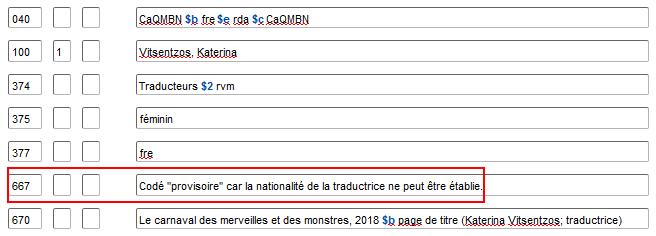 040 CaQMBN $b fre $e rda $c CaQMBN
100 1 Vitsentzos, Katerina
374 Traducteurs $2 rvm
375 féminin
377 fre
667 Codé "provisoire" car la nationalité de la traductrice ne peut être établie.
670 Le carnaval des merveilles et des monstres, 2018 $b page de titre (Katerina Vitsentzos; traductrice)